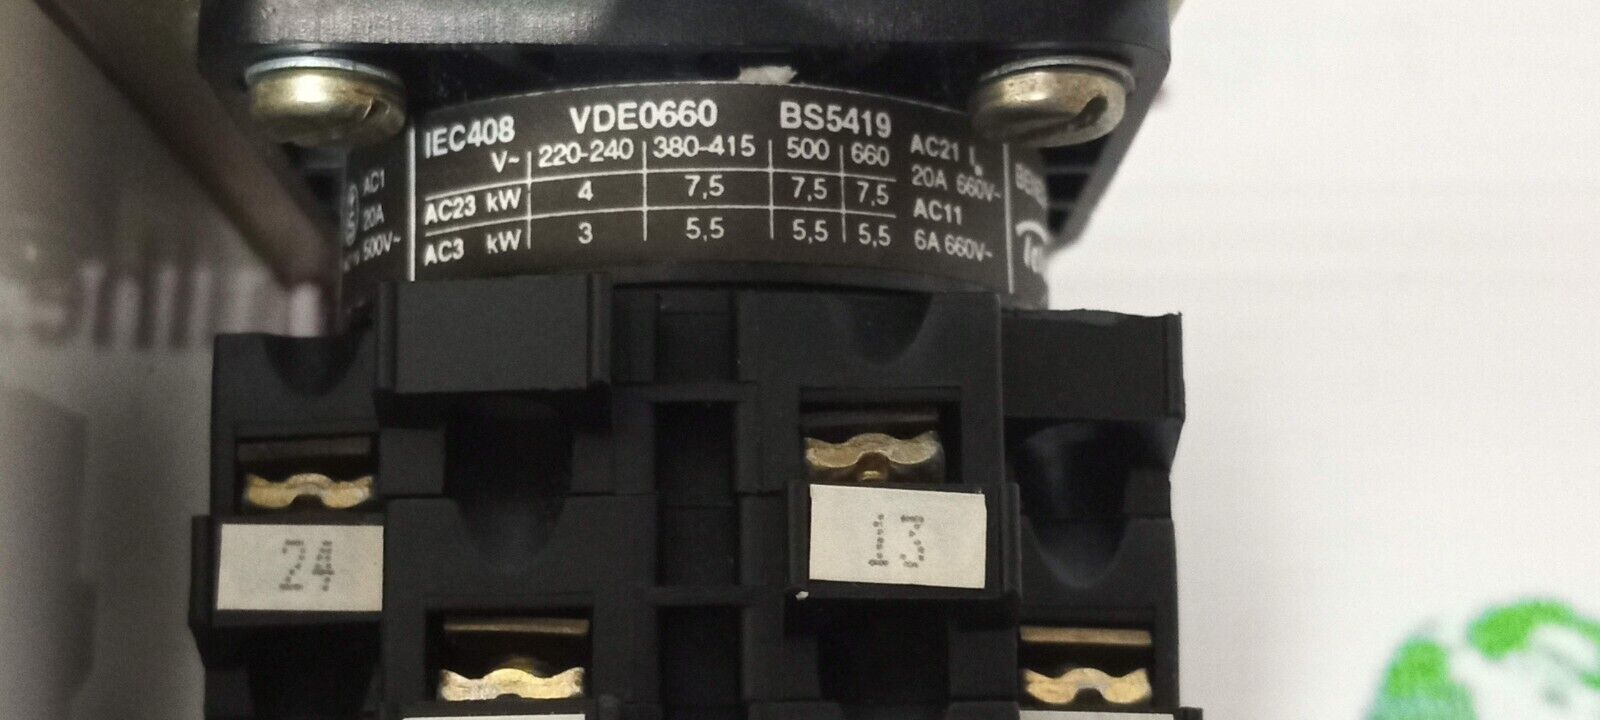 IEC408 VDE0660 BS5419
V~ 220-240 380-415 500 660
AC23 kW 4 7,5 7,5 7,5
AC3 kW 3 5,5 5,5 5,5
AC21 Ie
20A 660V~
AC11
6A 660V~
AC1
20A
500V~
24
13